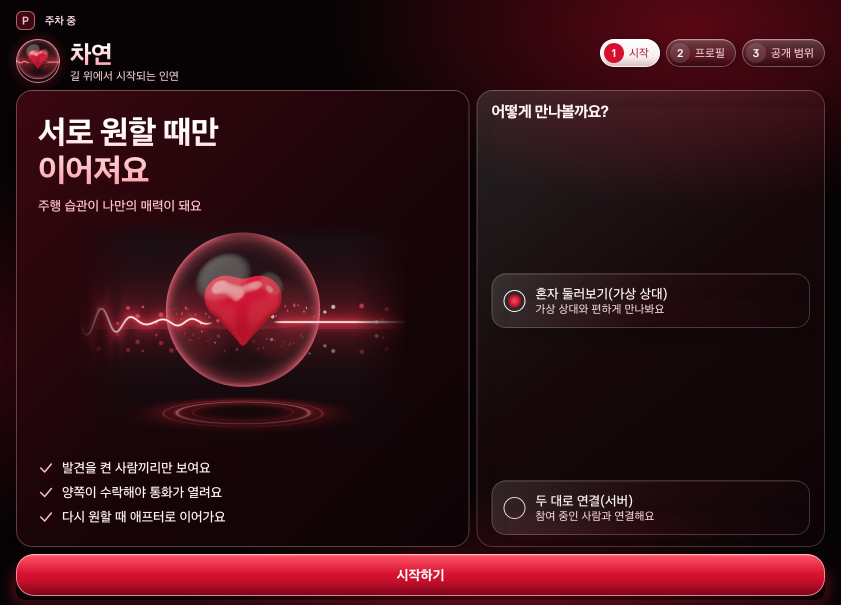 P 주차 중
차연
길 위에서 시작되는 인연
1 시작
2 프로필
3 공개 범위
서로 원할 때만
이어져요
주행 습관이 나만의 매력이 돼요
발견을 켠 사람끼리만 보여요
양쪽이 수락해야 통화가 열려요
다시 원할 때 애프터로 이어가요
어떻게 만나볼까요?
혼자 둘러보기(가상 상대)
가상 상대와 편하게 만나봐요
두 대로 연결(서버)
참여 중인 사람과 연결해요
시작하기